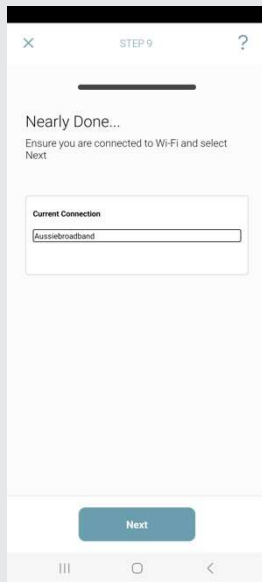 STEP 9
?
Nearly Done...
Ensure you are connected to Wi-Fi and select
Next
Current Connection
Aussiebroadband
Next